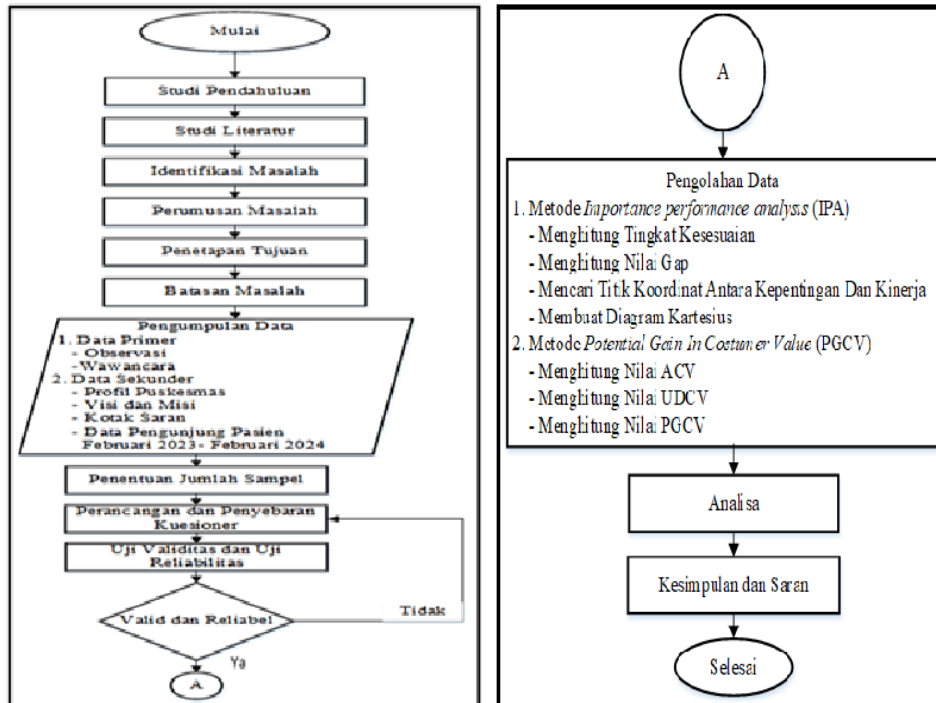 Mulai
Studi Pendahuluan
Studi Literatur
Identifikasi Masalah
Perumusan Masalah
Penetapan Tujuan
Batasan Masalah
Pengumpulan Data
1. Data Primer
- Observasi
-Wawancara
2. Data Sekunder
- Profil Puskesmas
- Visi dan Misi
- Kotak Saran
- Data Pengunjung Pasien
Februari 2023- Februari 2024
Penentuan Jumlah Sampel
Perancangan dan Penyebaran
Kuesioner
Uji Validitas dan Uji
Reliabilitas
Valid dan Reliabel
Tidak
Ya
A
A
Pengolahan Data
1. Metode Importance performance analysis (IPA)
- Menghitung Tingkat Kesesuaian
- Menghitung Nilai Gap
- Mencari Titik Koordinat Antara Kepentingan Dan Kinerja
- Membuat Diagram Kartesius
2. Metode Potential Gain In Costumer Value (PGCV)
- Menghitung Nilai ACV
- Menghitung Nilai UDCV
- Menghitung Nilai PGCV
Analisa
Kesimpulan dan Saran
Selesai